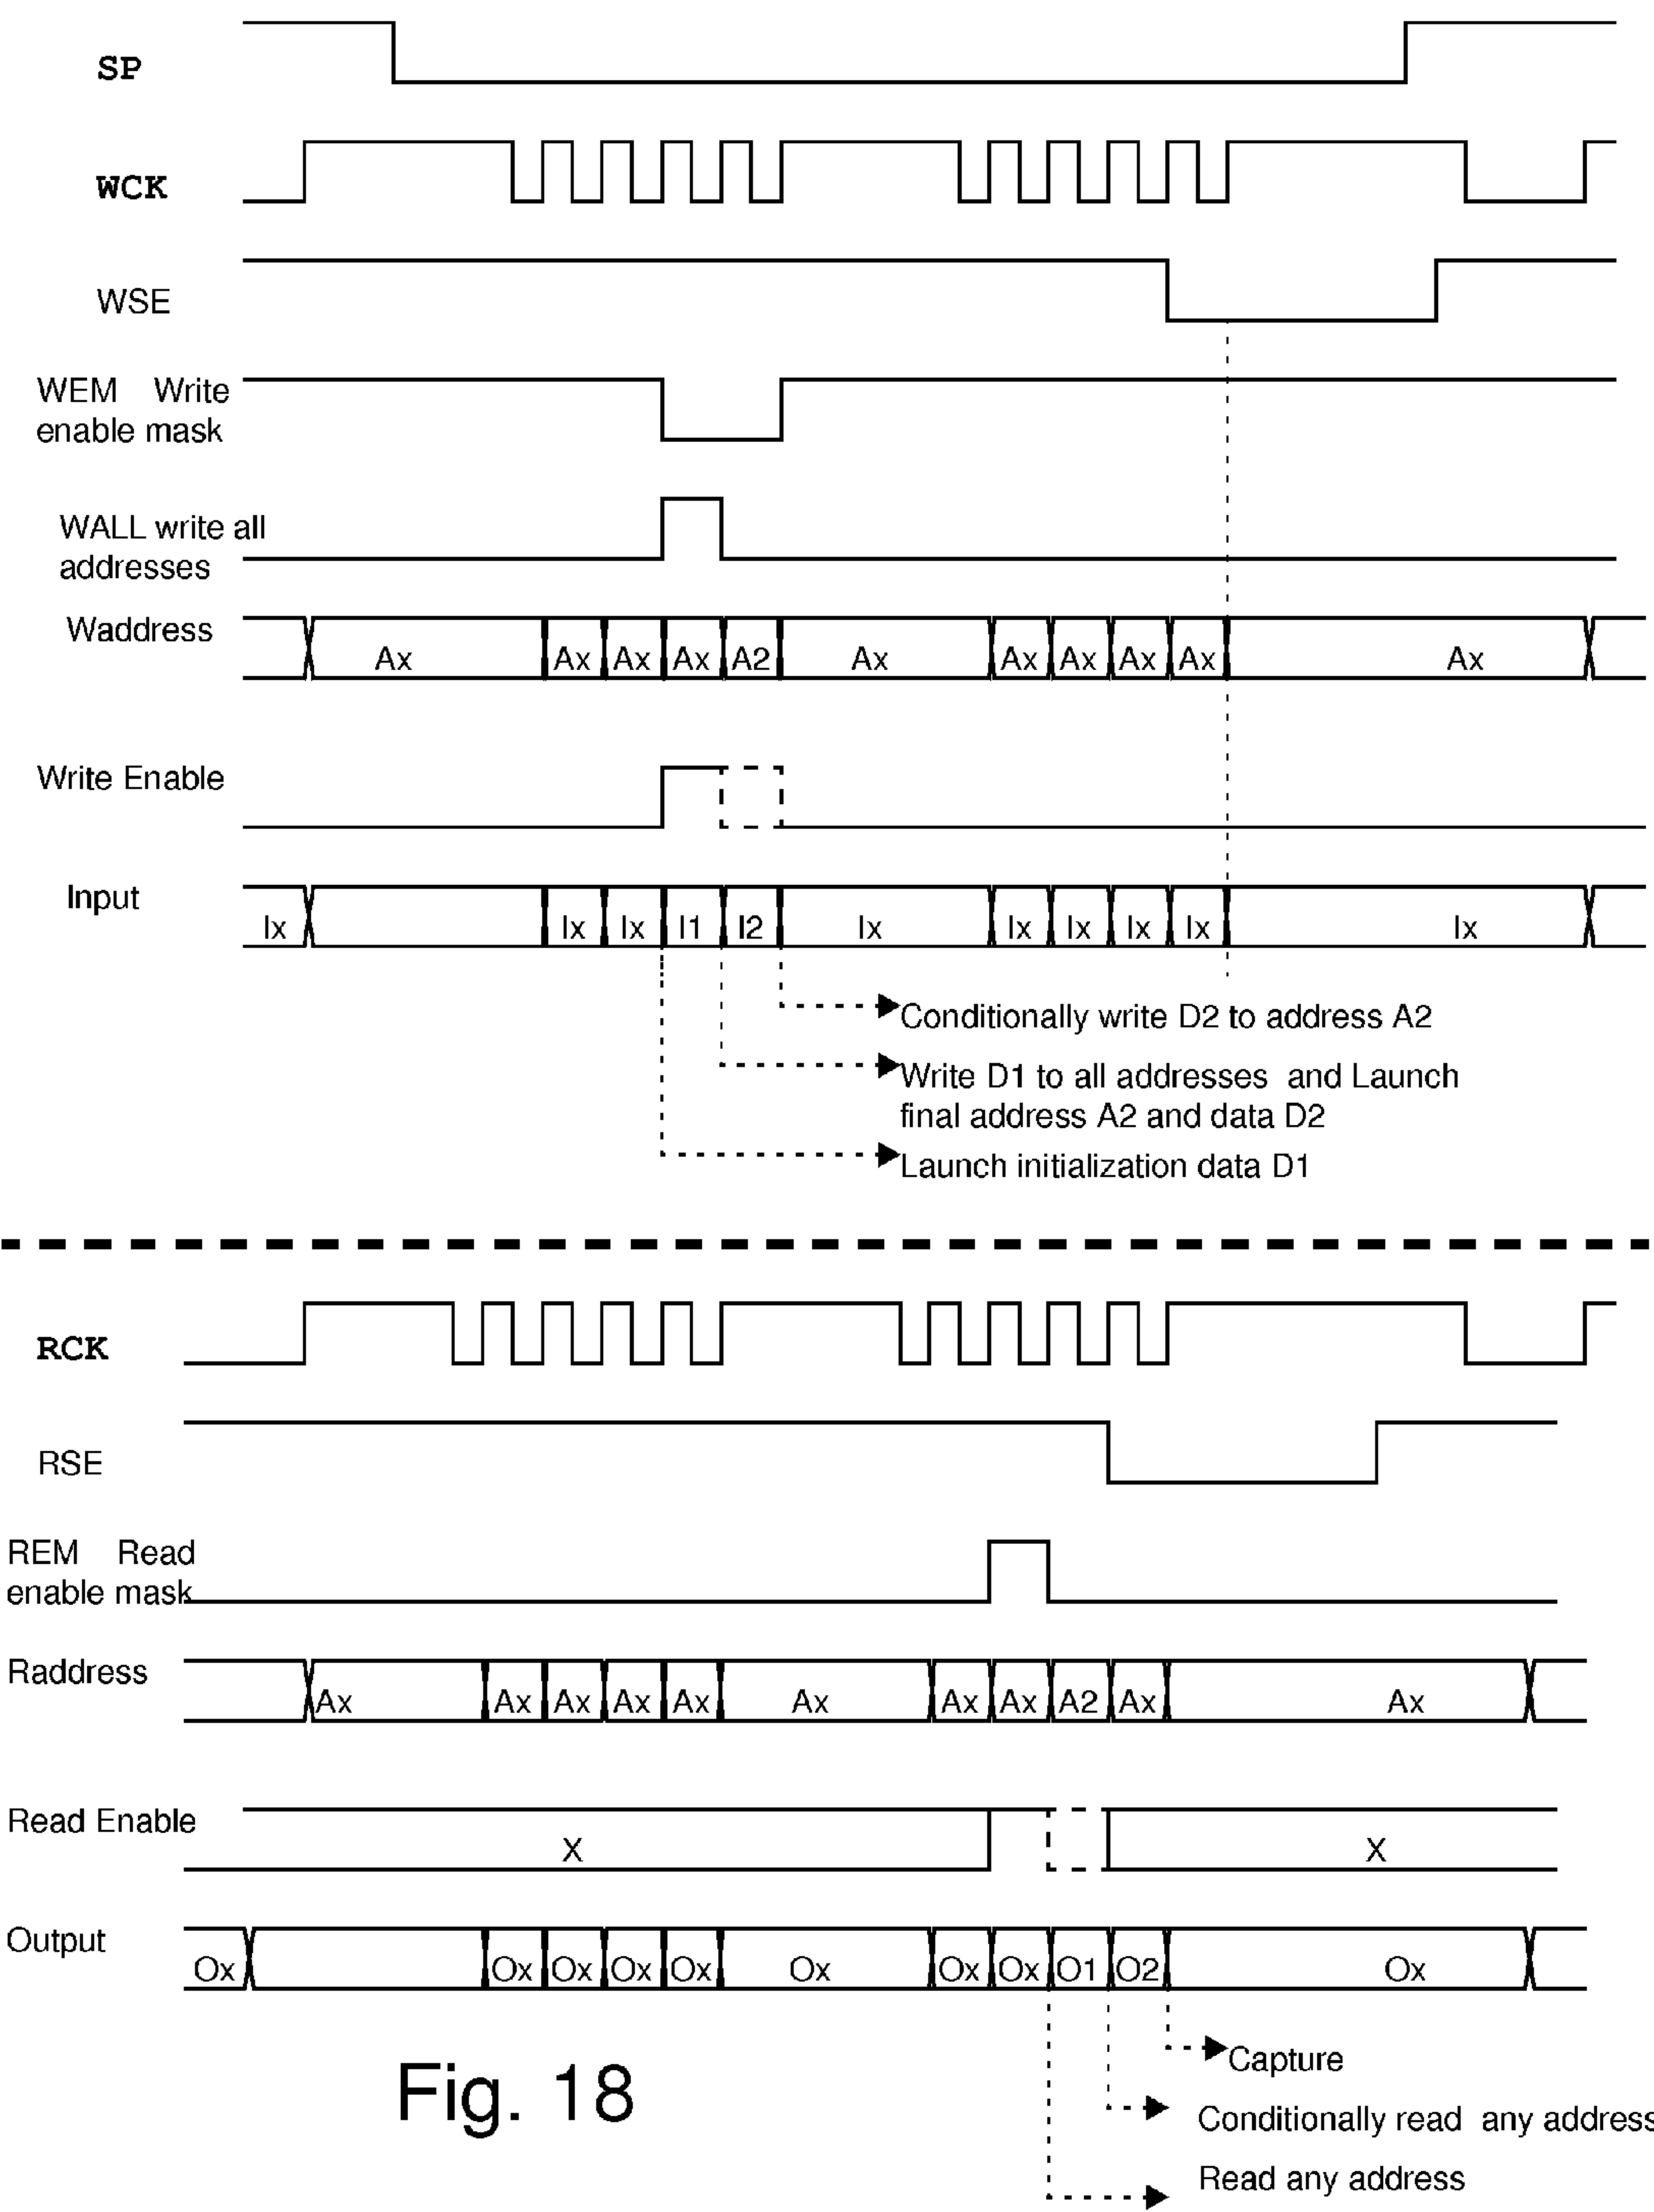 SP
WCK
WSE
WEM Write
enable mask
WALL write all
addresses
Waddress
Ax Ax Ax Ax A2 Ax Ax Ax Ax Ax Ax
Write Enable
Input
Ix Ix Ix I1 I2 Ix Ix Ix Ix Ix Ix
Conditionally write D2 to address A2
Write D1 to all addresses and Launch
final address A2 and data D2
Launch initialization data D1
RCK
RSE
REM Read
enable mask
Raddress
Ax Ax Ax Ax Ax Ax Ax Ax A2 Ax Ax
Read Enable
X X
Output
Ox Ox Ox Ox Ox Ox Ox Ox O1 O2 Ox
Capture
Conditionally read any address
Read any address
Fig. 18